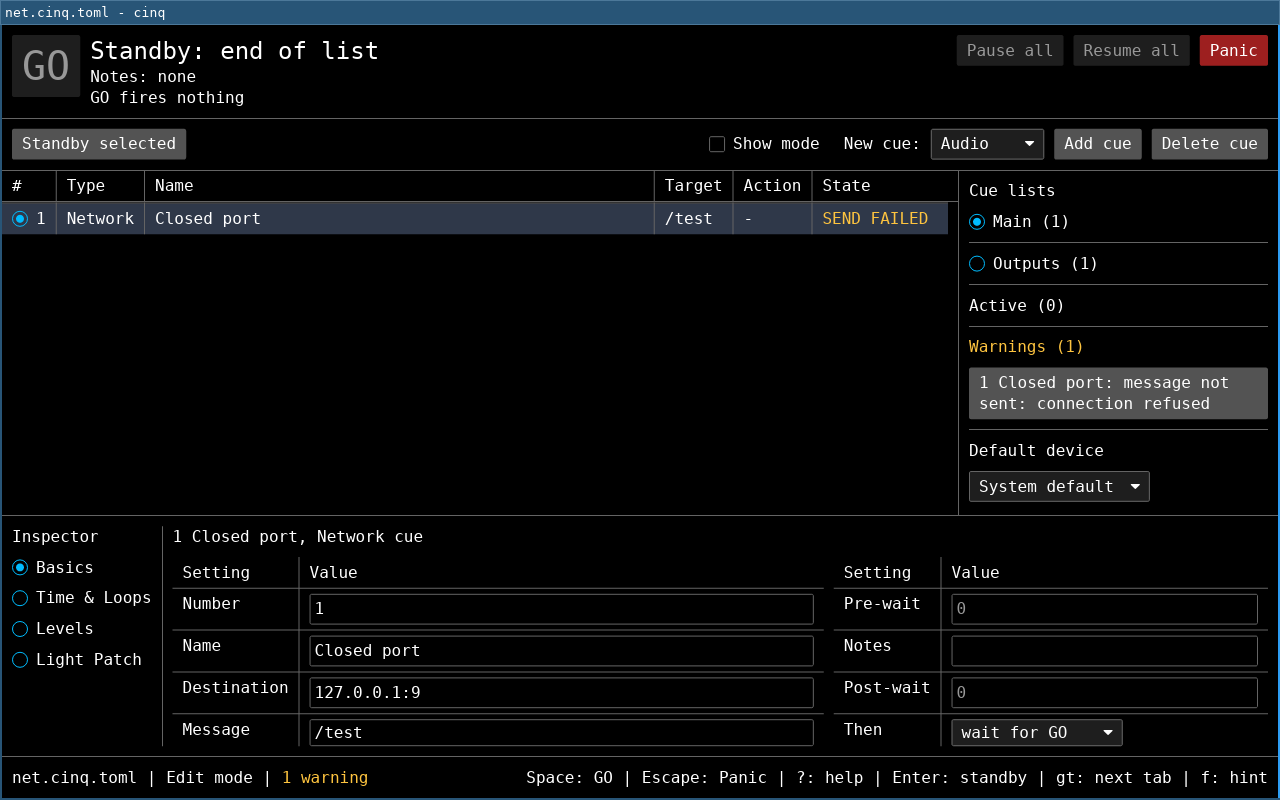 net.cinq.toml - cinq
GO
Standby: end of list
Notes: none
GO fires nothing
Pause all
Resume all
Panic
Standby selected
Show mode
New cue:
Audio
Add cue
Delete cue
# Type Name Target Action State
1 Network Closed port /test - SEND FAILED
Cue lists
Main (1)
Outputs (1)
Active (0)
Warnings (1)
1 Closed port: message not
sent: connection refused
Default device
System default
Inspector
Basics
Time & Loops
Levels
Light Patch
1 Closed port, Network cue
Setting Value
Number 1
Name Closed port
Destination 127.0.0.1:9
Message /test
Setting Value
Pre-wait 0
Notes
Post-wait 0
Then wait for GO
net.cinq.toml | Edit mode | 1 warning
Space: GO | Escape: Panic | ?: help | Enter: standby | gt: next tab | f: hint